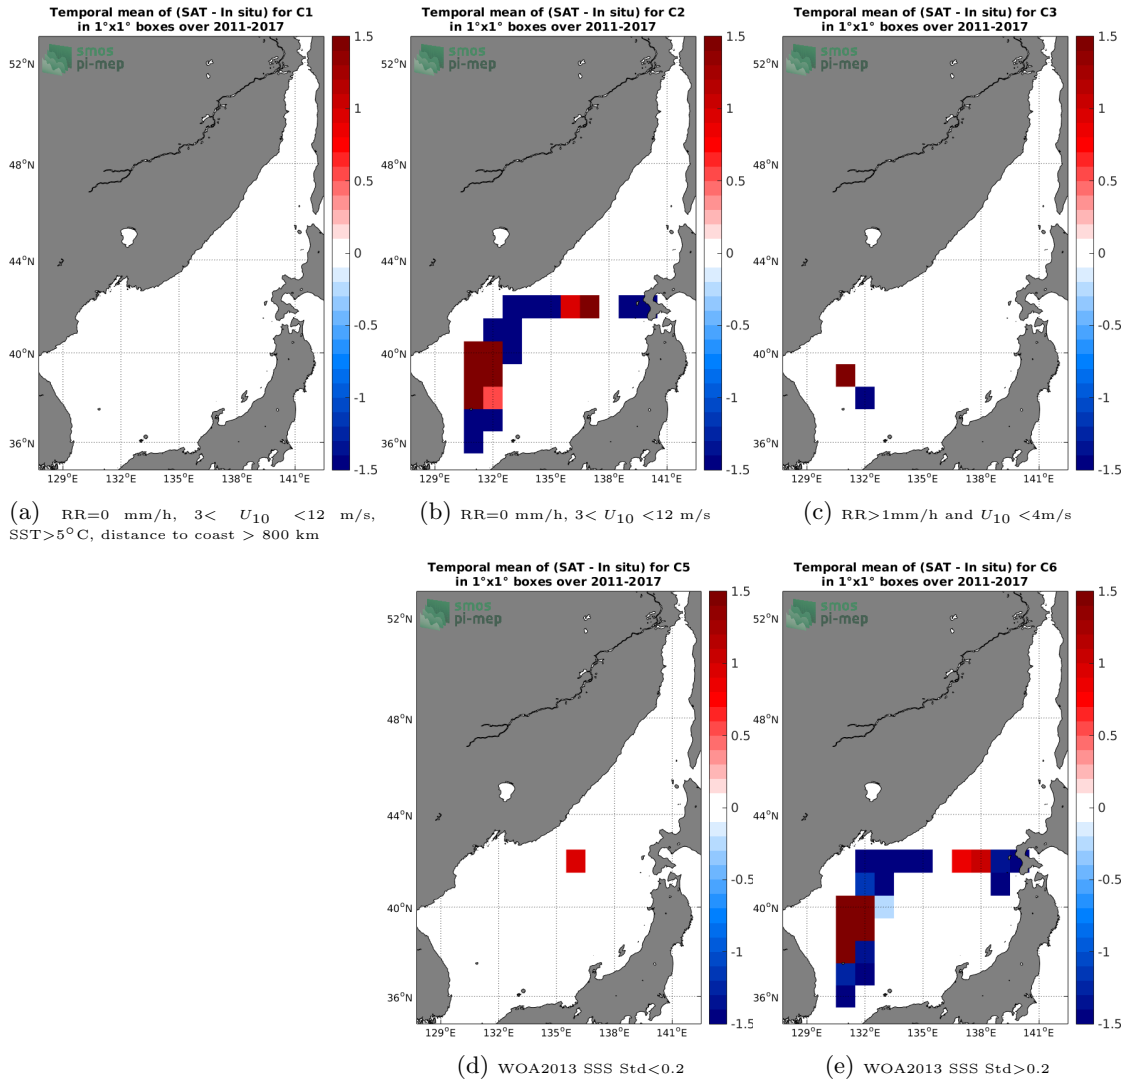 Temporal mean of (SAT - In situ) for C1
in 1°x1° boxes over 2011-2017
smos
pi-mep
52°N
48°N
44°N
40°N
36°N
129°E
132°E
135°E
138°E
141°E
1.5
1
0.5
0
-0.5
-1
-1.5
(a) RR=0 mm/h, 3< U10 <12 m/s,
SST>5°C, distance to coast > 800 km
Temporal mean of (SAT - In situ) for C2
in 1°x1° boxes over 2011-2017
smos
pi-mep
52°N
48°N
44°N
40°N
36°N
129°E
132°E
135°E
138°E
141°E
1.5
1
0.5
0
-0.5
-1
-1.5
(b) RR=0 mm/h, 3< U10 <12 m/s
Temporal mean of (SAT - In situ) for C3
in 1°x1° boxes over 2011-2017
smos
pi-mep
52°N
48°N
44°N
40°N
36°N
129°E
132°E
135°E
138°E
141°E
1.5
1
0.5
0
-0.5
-1
-1.5
(c) RR>1mm/h and U10 <4m/s
Temporal mean of (SAT - In situ) for C5
in 1°x1° boxes over 2011-2017
smos
pi-mep
52°N
48°N
44°N
40°N
36°N
129°E
132°E
135°E
138°E
141°E
1.5
1
0.5
0
-0.5
-1
-1.5
(d) WOA2013 SSS Std<0.2
Temporal mean of (SAT - In situ) for C6
in 1°x1° boxes over 2011-2017
smos
pi-mep
52°N
48°N
44°N
40°N
36°N
129°E
132°E
135°E
138°E
141°E
1.5
1
0.5
0
-0.5
-1
-1.5
(e) WOA2013 SSS Std>0.2